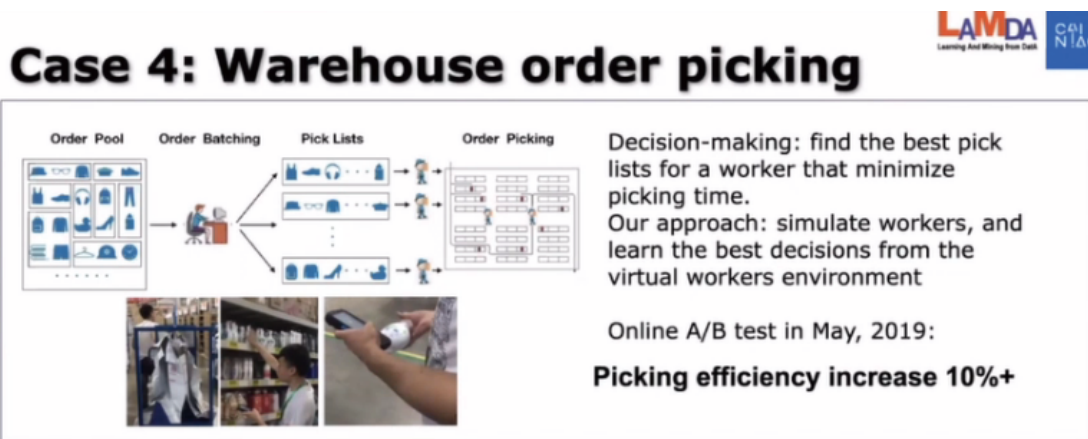 LAMDA
Learning And Mining from DatA
CAI
NIAO
Case 4: Warehouse order picking
Order Pool
Order Batching
Pick Lists
Order Picking
Decision-making: find the best pick
lists for a worker that minimize
picking time.
Our approach: simulate workers, and
learn the best decisions from the
virtual workers environment
Online A/B test in May, 2019:
Picking efficiency increase 10%+